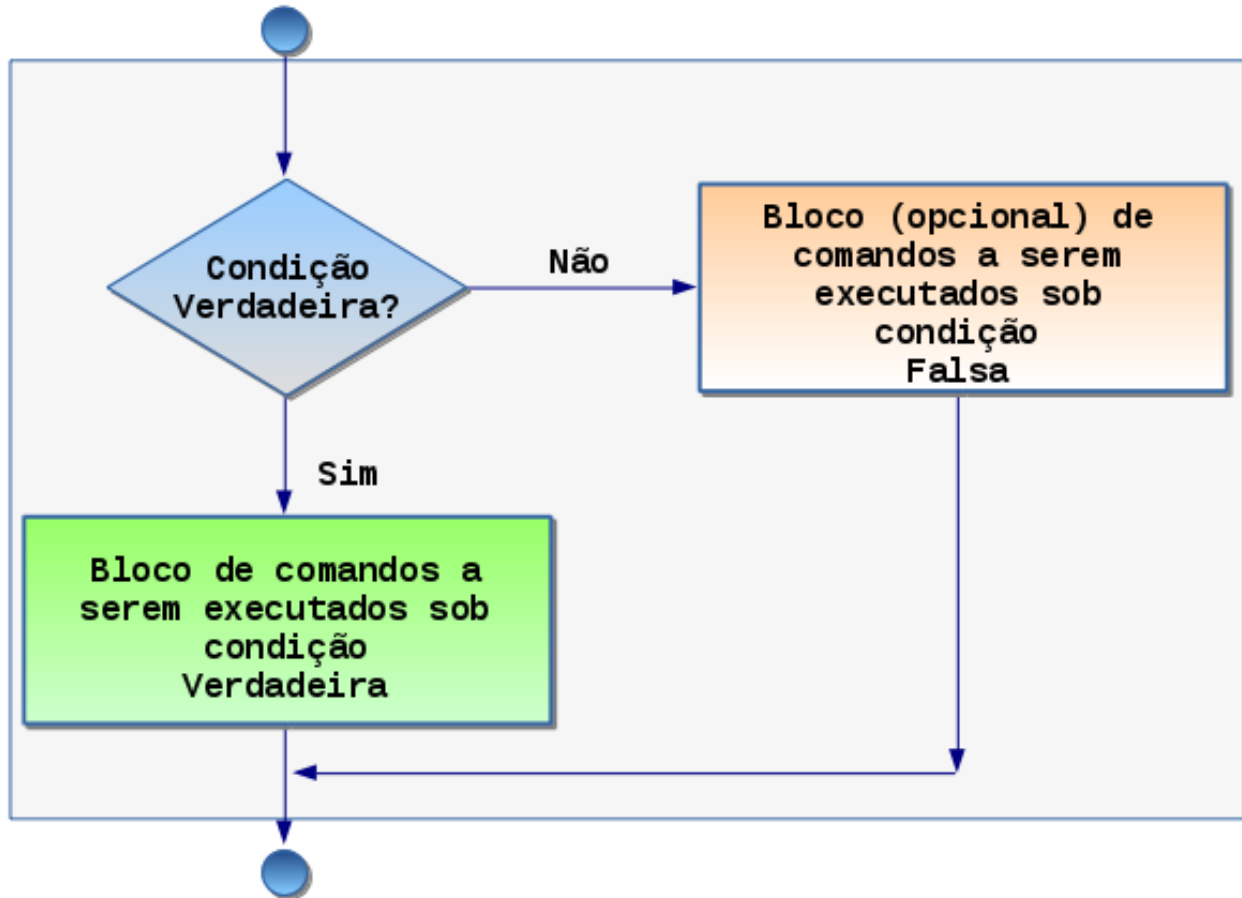 Condição
Verdadeira?
Não
Bloco (opcional) de
comandos a serem
executados sob
condição
Falsa
Sim
Bloco de comandos a
serem executados sob
condição
Verdadeira